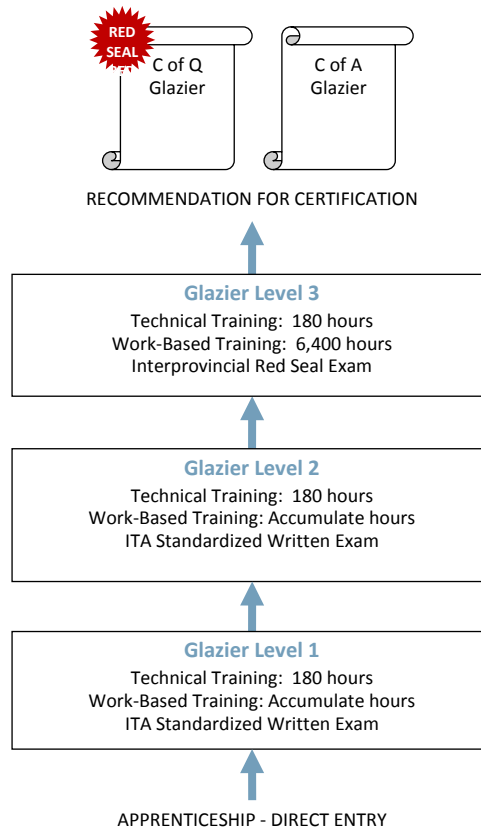 RED
SEAL
C of Q
Glazier
C of A
Glazier
RECOMMENDATION FOR CERTIFICATION
Glazier Level 3
Technical Training: 180 hours
Work-Based Training: 6,400 hours
Interprovincial Red Seal Exam
Glazier Level 2
Technical Training: 180 hours
Work-Based Training: Accumulate hours
ITA Standardized Written Exam
Glazier Level 1
Technical Training: 180 hours
Work-Based Training: Accumulate hours
ITA Standardized Written Exam
APPRENTICESHIP - DIRECT ENTRY